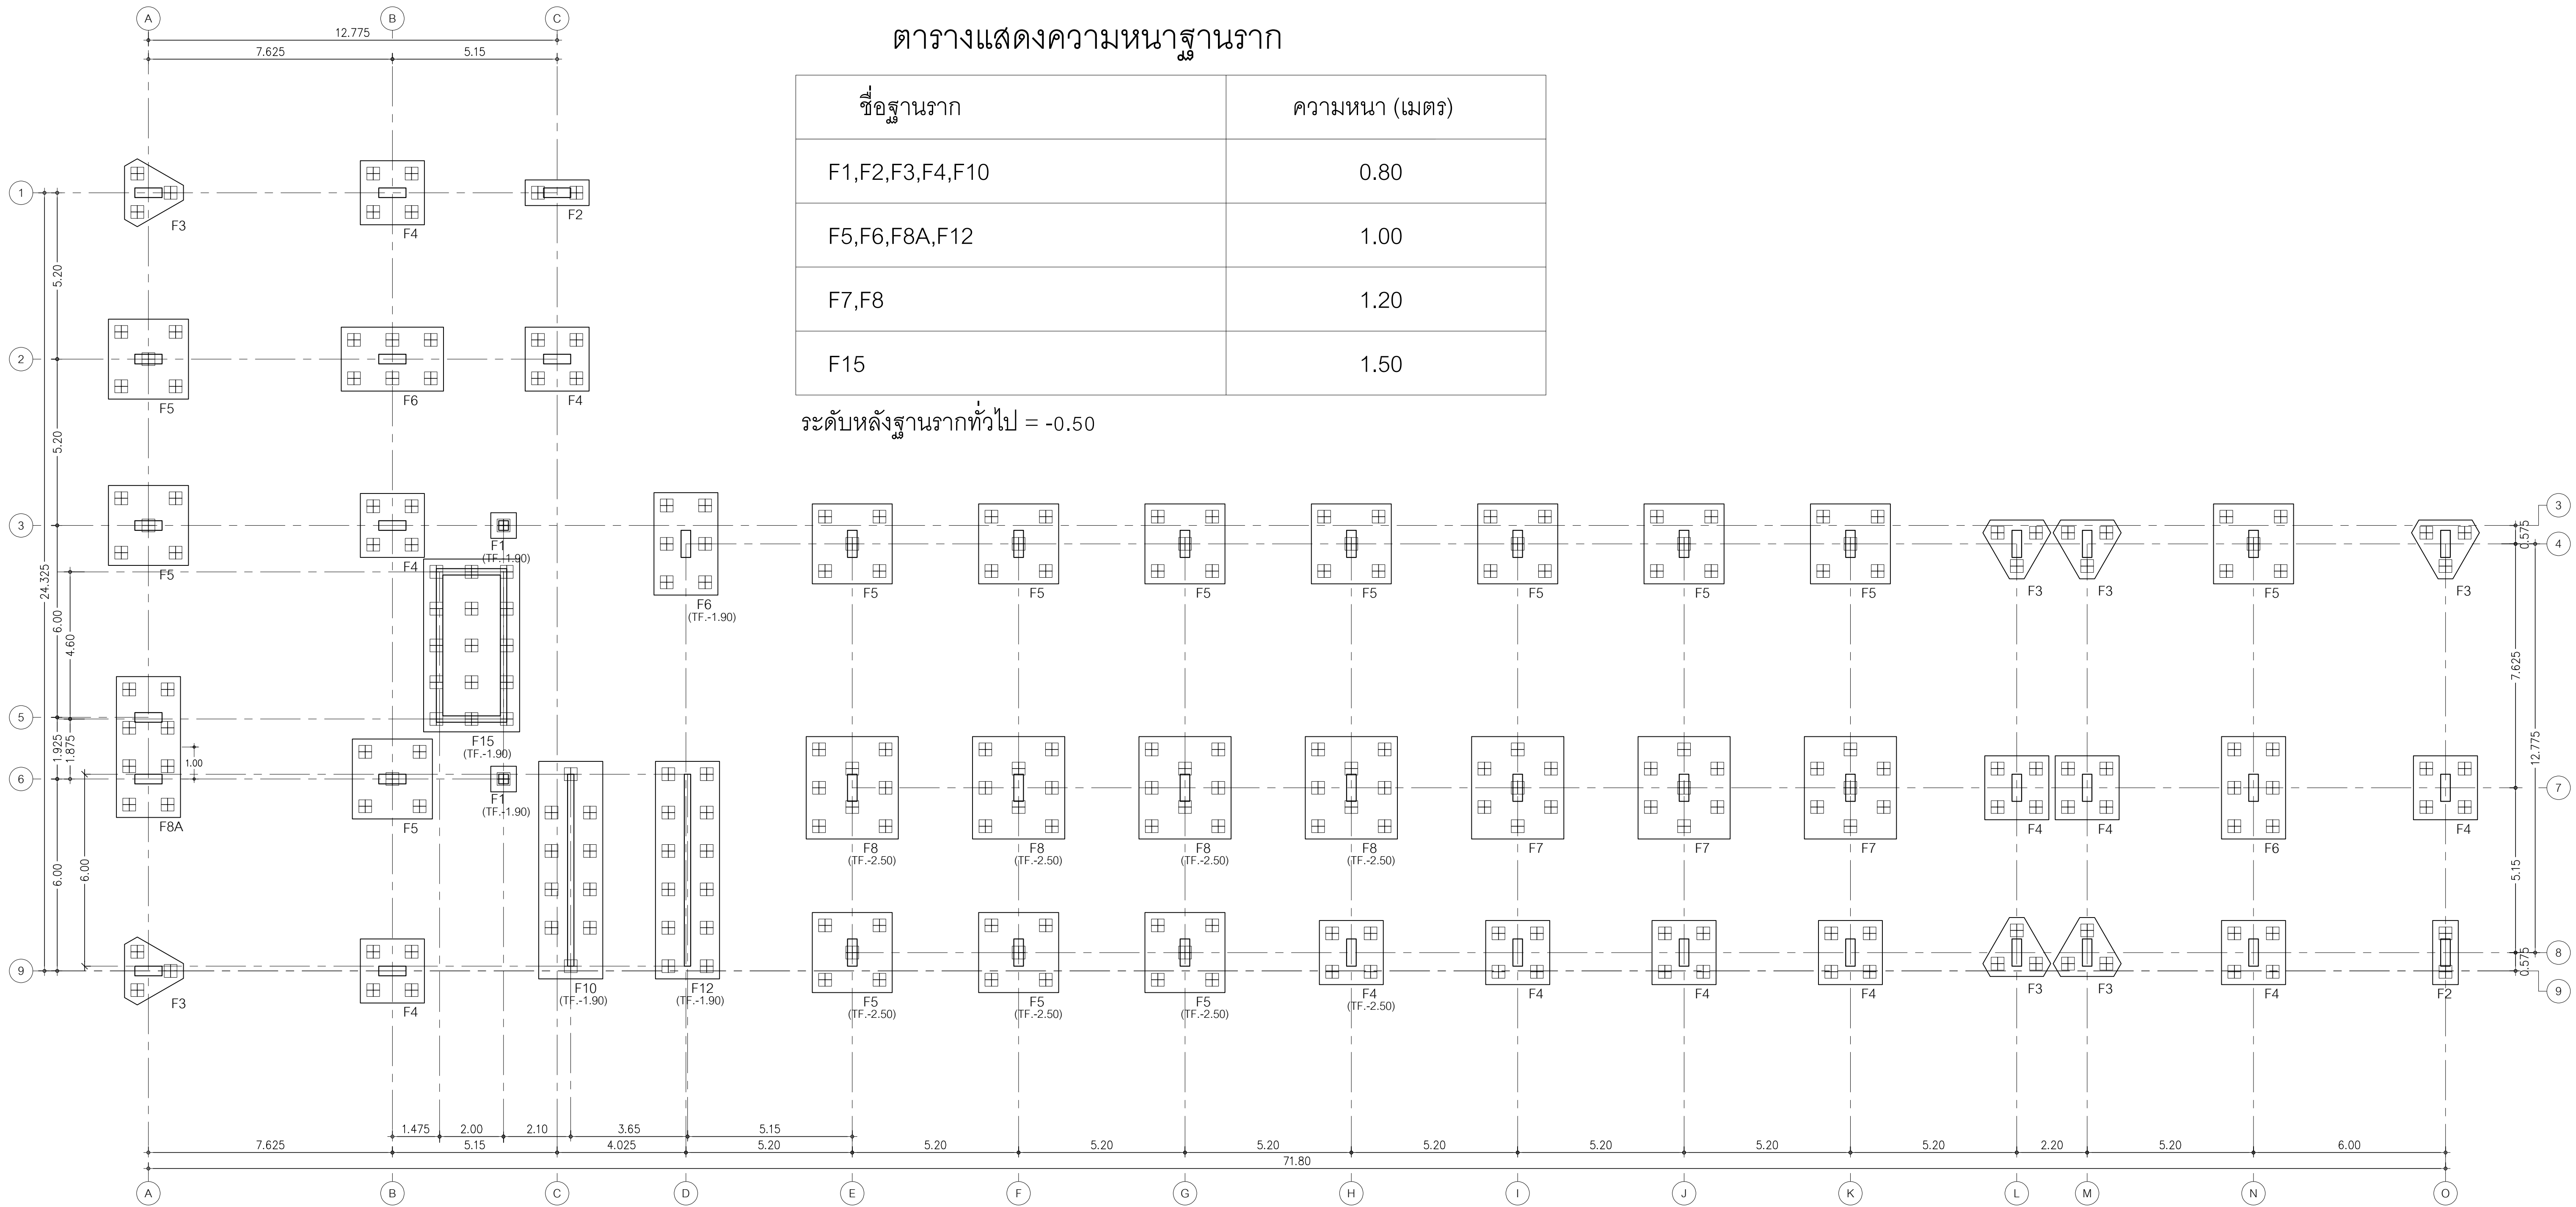 A B C
12.775
7.625 5.15
ตารางแสดงความหนาฐานราก
ชื่อฐานราก ความหนา (เมตร)
F1,F2,F3,F4,F10 0.80
F5,F6,F8A,F12 1.00
F7,F8 1.20
F15 1.50
ระดับหลังฐานรากทั่วไป = -0.50
1
F3 F4 F2
5.20
2
F5 F6 F4
5.20
3 3
F5 F4 F1
(TF.-1.90)
0.575
4
F6
(TF.-1.90)
F5 F5 F5 F5 F5 F5 F5 F3 F3 F5 F3
24.325
6.00
4.60
7.625
12.775
5
F15
(TF.-1.90)
1.925
1.875
1.00
6
F8A F5 F1
(TF.-1.90)
7
F8 F8 F8 F8 F7 F7 F7 F4 F4 F6 F4
(TF.-2.50) (TF.-2.50) (TF.-2.50) (TF.-2.50)
6.00
6.00
5.15
8
0.575
9 9
F3 F4
F10 F12
(TF.-1.90) (TF.-1.90)
F5 F5 F5 F4 F4 F4 F4 F3 F3 F4 F2
(TF.-2.50) (TF.-2.50) (TF.-2.50) (TF.-2.50)
1.475 2.00 2.10 3.65 5.15
7.625 5.15 4.025 5.20 5.20 5.20 5.20 5.20 5.20 5.20 5.20 2.20 5.20 6.00
71.80
A B C D E F G H I J K L M N O